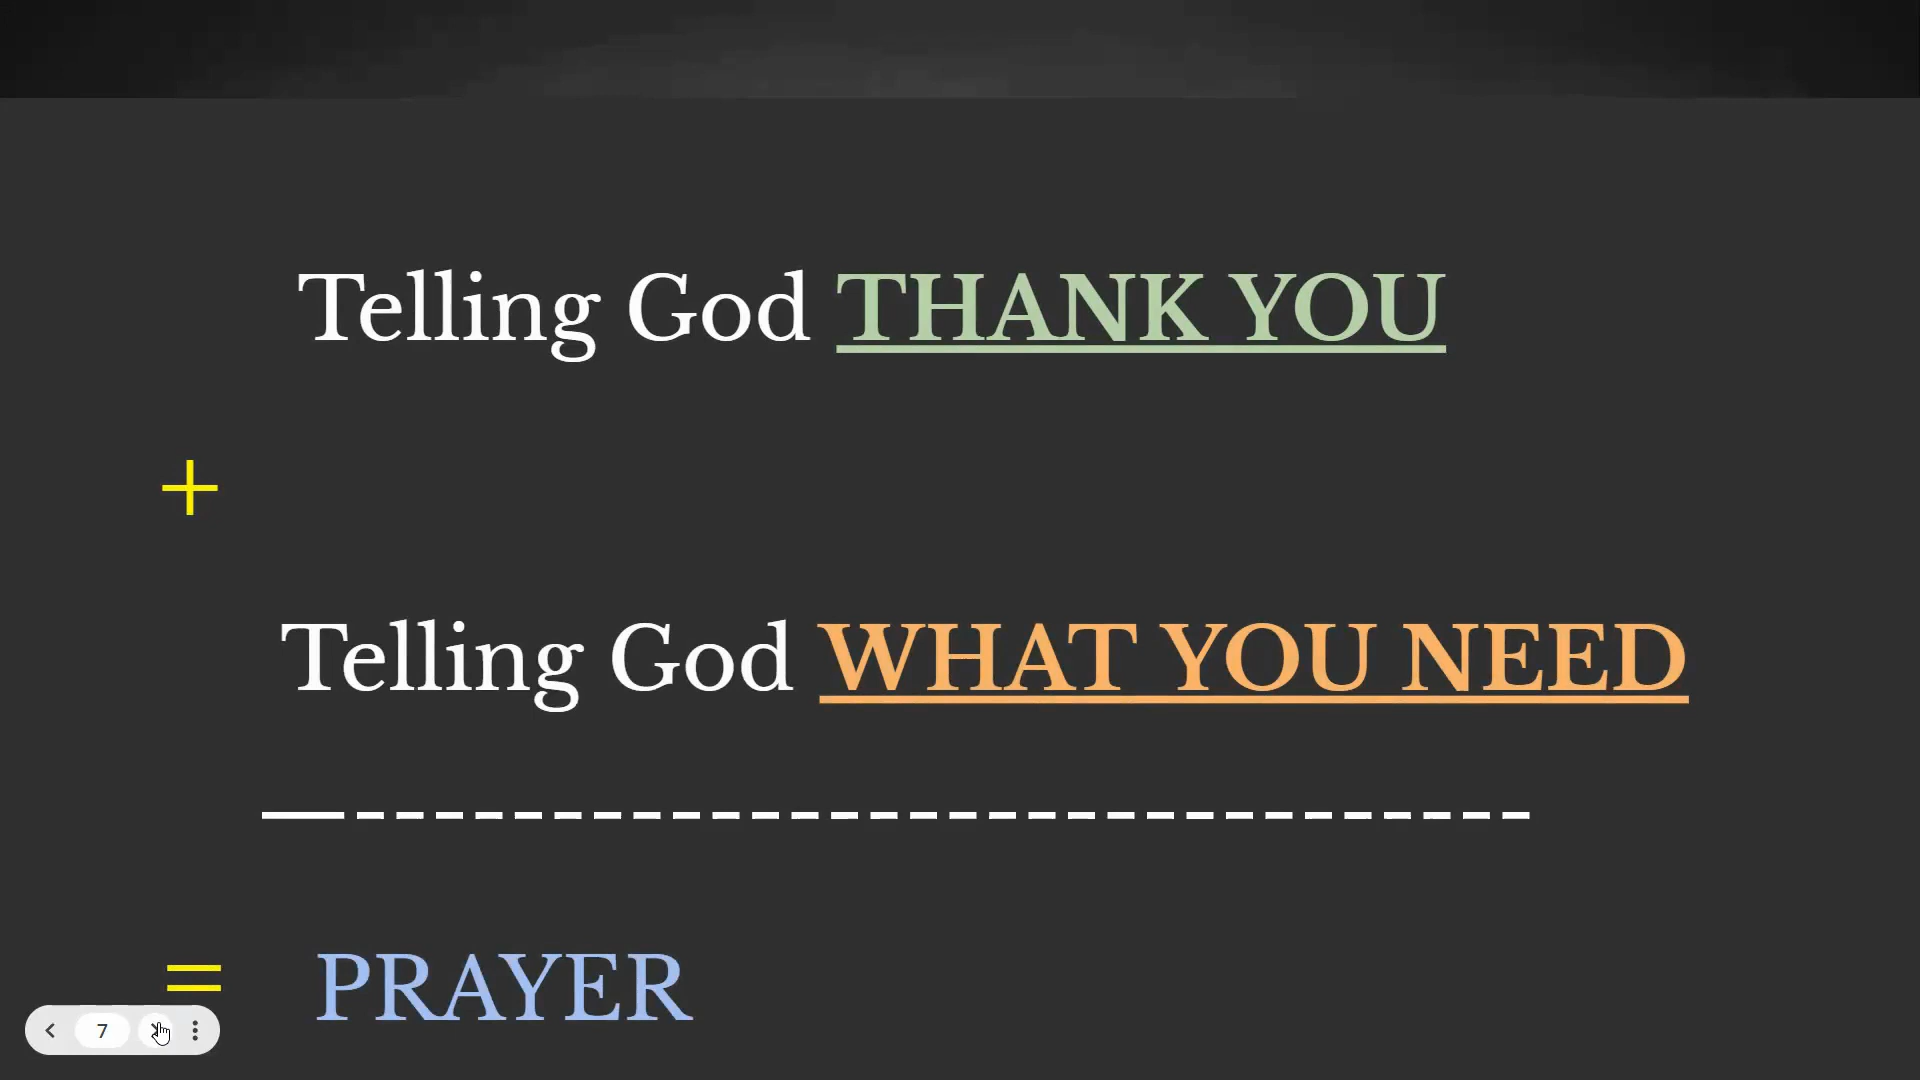 Telling God THANK YOU
+
Telling God WHAT YOU NEED
= PRAYER
7